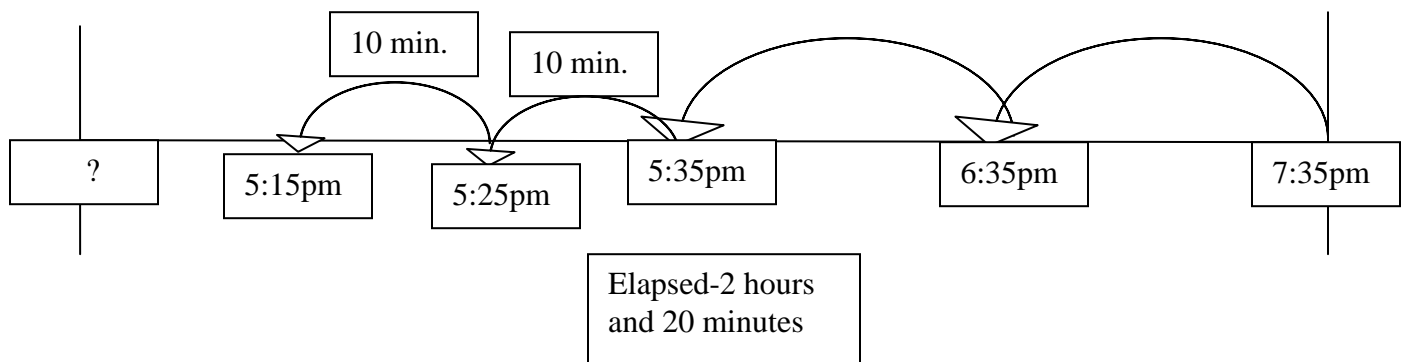 10 min.
10 min.
?
5:15pm
5:25pm
5:35pm
6:35pm
7:35pm
Elapsed-2 hours
and 20 minutes